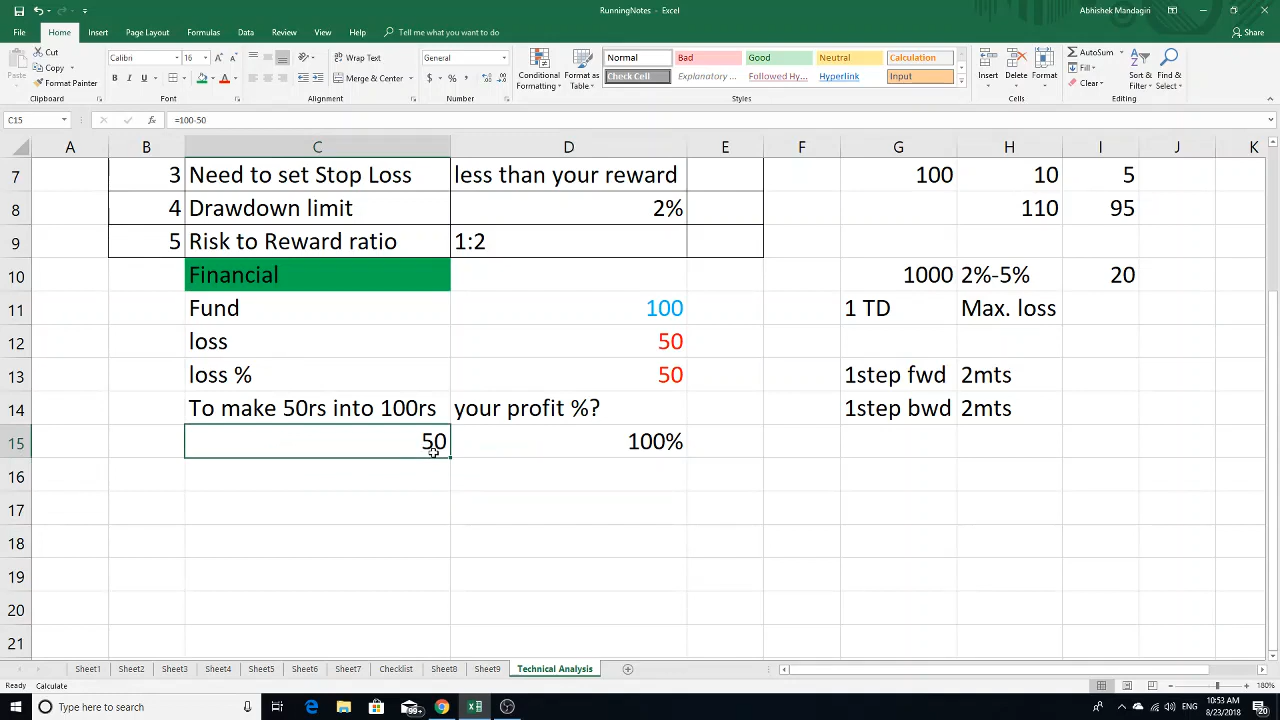 RunningNotes - Excel
Abhishek Mandagiri
File Home Insert Page Layout Formulas Data Review View Tell me what you want to do Share
Cut
Copy
Format Painter
Paste
Clipboard
Calibri 16
B I U
Font
Wrap Text
Merge & Center
Alignment
General
$ % ,
Number
Conditional Formatting
Format as Table
Normal Bad Good Neutral Calculation
Check Cell Explanatory ... Followed Hy... Hyperlink Input
Styles
Insert Delete Format
Cells
AutoSum
Fill
Clear
Sort & Filter
Find & Select
Editing
C15 =100-50
A B C D E F G H I J K
7 3 Need to set Stop Loss less than your reward 100 10 5
8 4 Drawdown limit 2% 110 95
9 5 Risk to Reward ratio 1:2
10 Financial 1000 2%-5% 20
11 Fund 100 1 TD Max. loss
12 loss 50
13 loss % 50 1step fwd 2mts
14 To make 50rs into 100rs your profit %? 1step bwd 2mts
15 50 100%
16
17
18
19
20
21
Sheet1 Sheet2 Sheet3 Sheet4 Sheet5 Sheet6 Sheet7 Checklist Sheet8 Sheet9 Technical Analysis
Ready Calculate 180%
Type here to search 99+ ENG 10:53 AM
8/23/2018 20